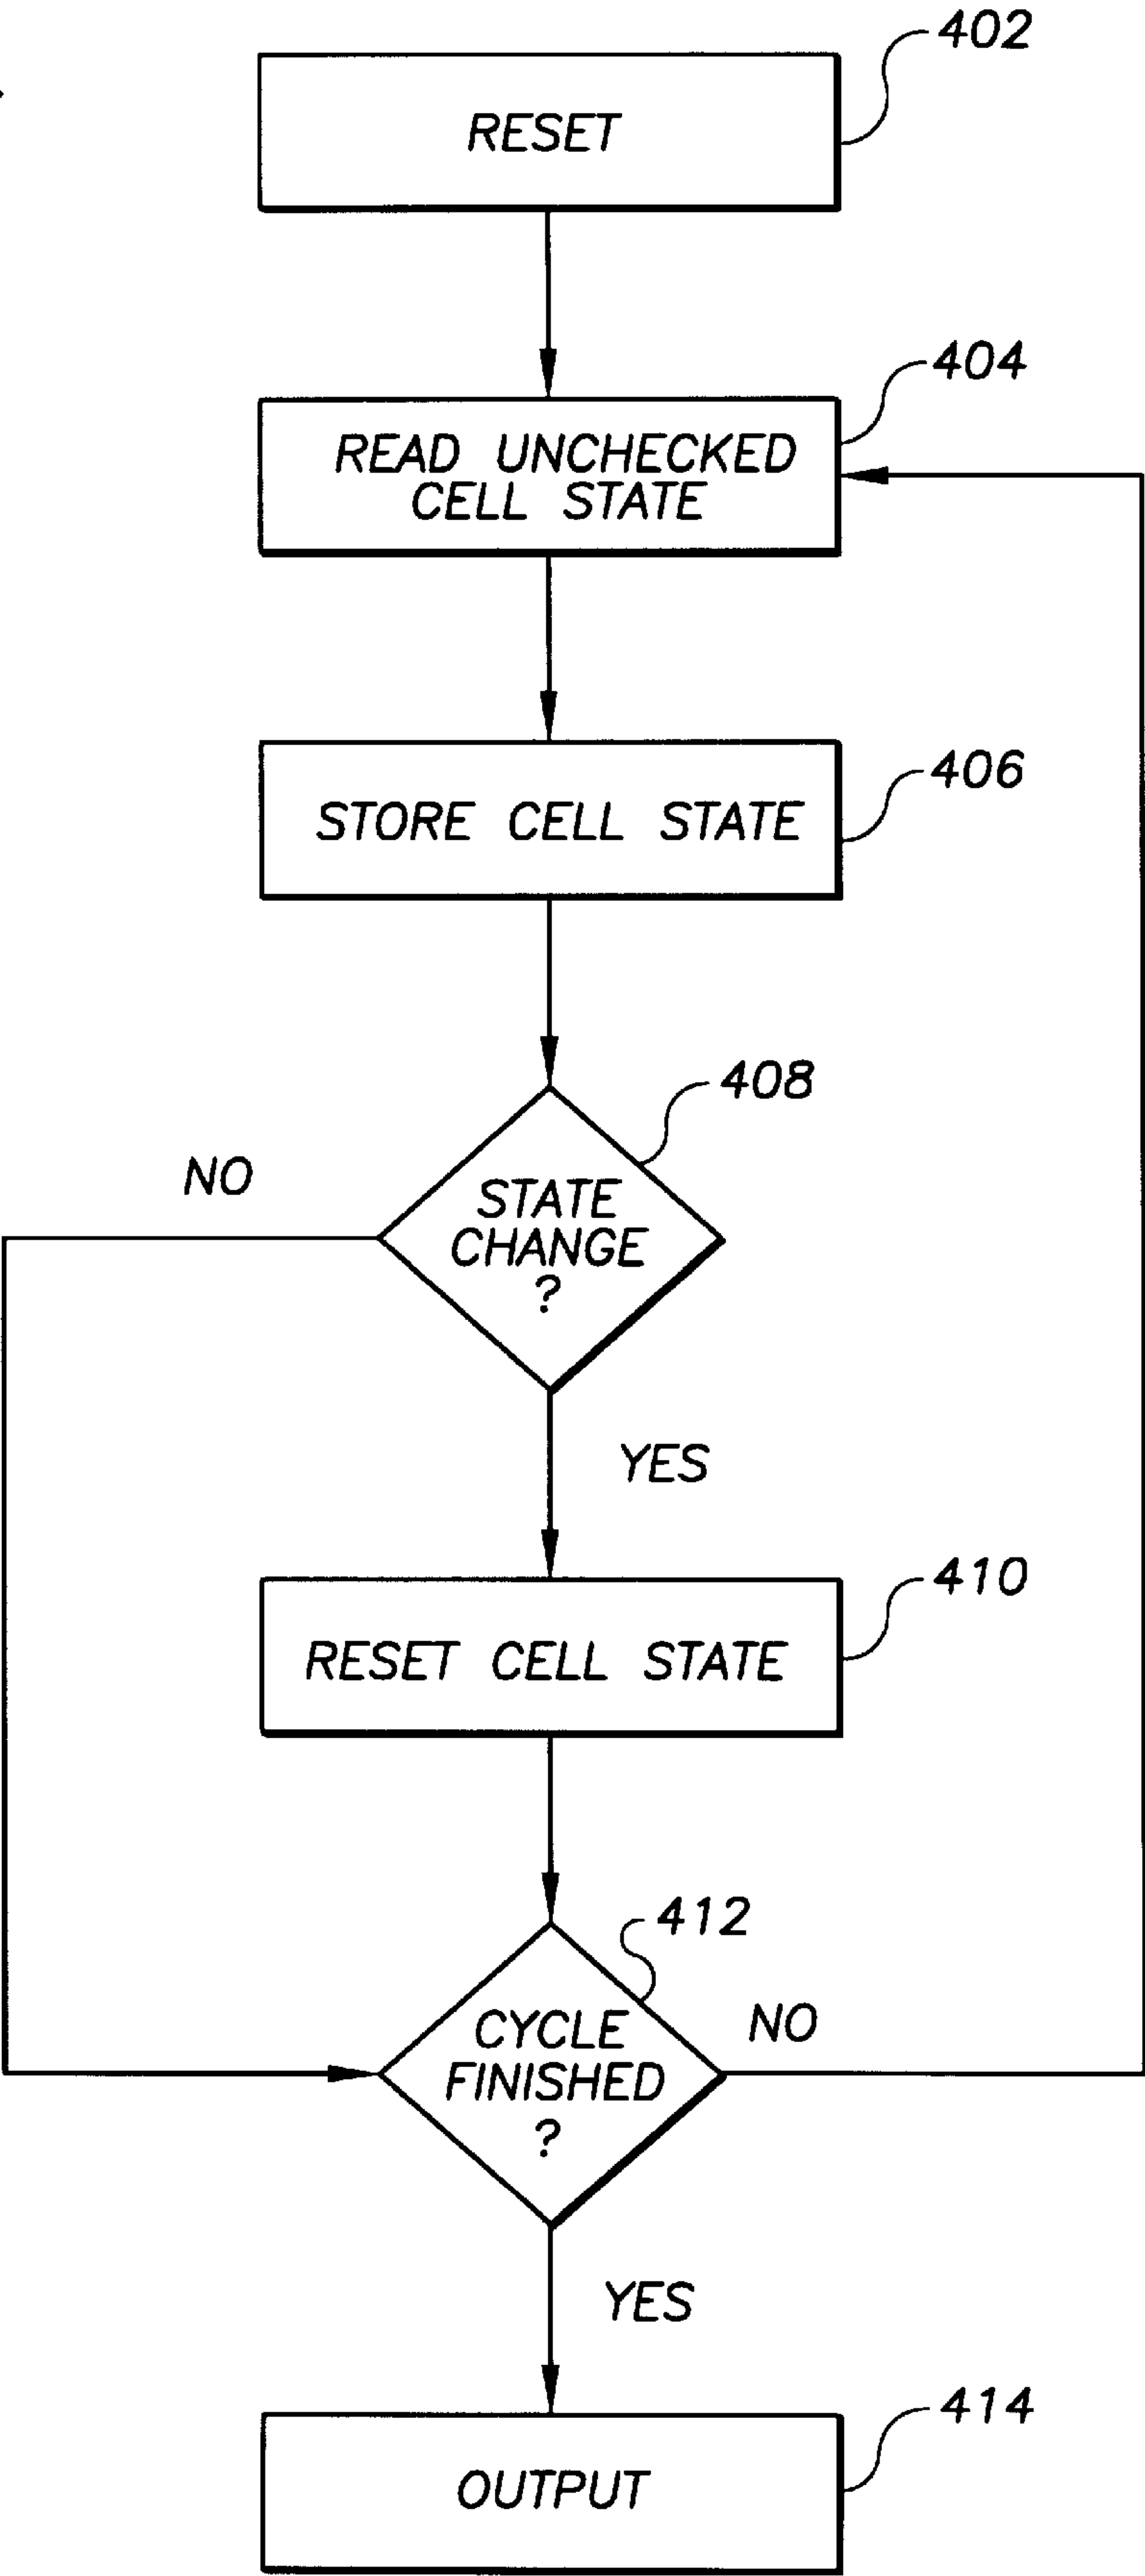 402
RESET
404
READ UNCHECKED
CELL STATE
406
STORE CELL STATE
408
NO
STATE
CHANGE
?
YES
410
RESET CELL STATE
412
CYCLE
FINISHED
?
NO
YES
414
OUTPUT